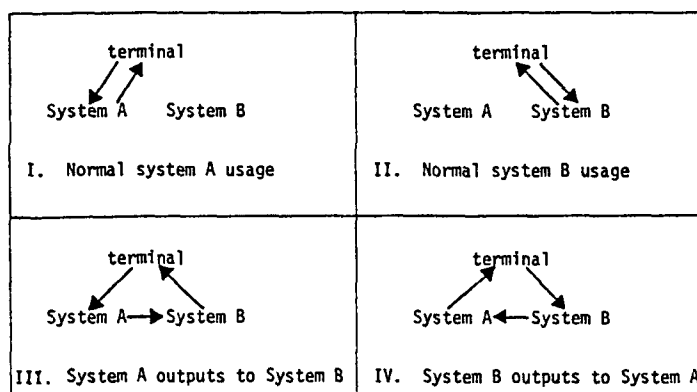 terminal
System A System B
I. Normal system A usage
terminal
System A System B
II. Normal system B usage
terminal
System A System B
III. System A outputs to System B
terminal
System A System B
IV. System B outputs to System A